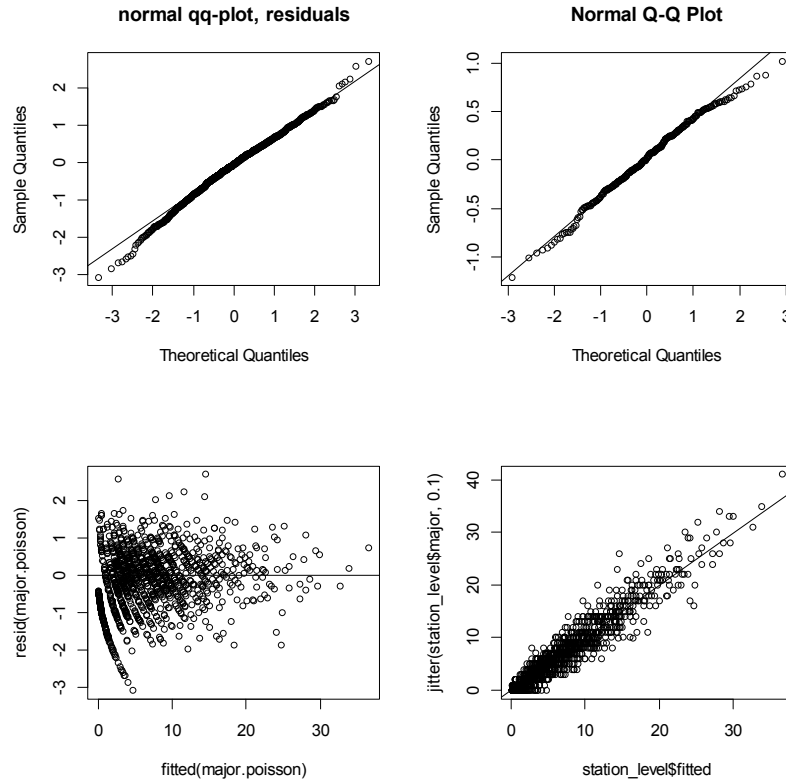 normal qq-plot, residuals
Sample Quantiles
-3 -2 -1 0 1 2
-3 -2 -1 0 1 2 3
Theoretical Quantiles
Normal Q-Q Plot
Sample Quantiles
-1.0 -0.5 0.0 0.5 1.0
-3 -2 -1 0 1 2 3
Theoretical Quantiles
resid(major.poisson)
-3 -2 -1 0 1 2
0 10 20 30
fitted(major.poisson)
jitter(station_level$major, 0.1)
0 10 20 30 40
0 10 20 30
station_level$fitted